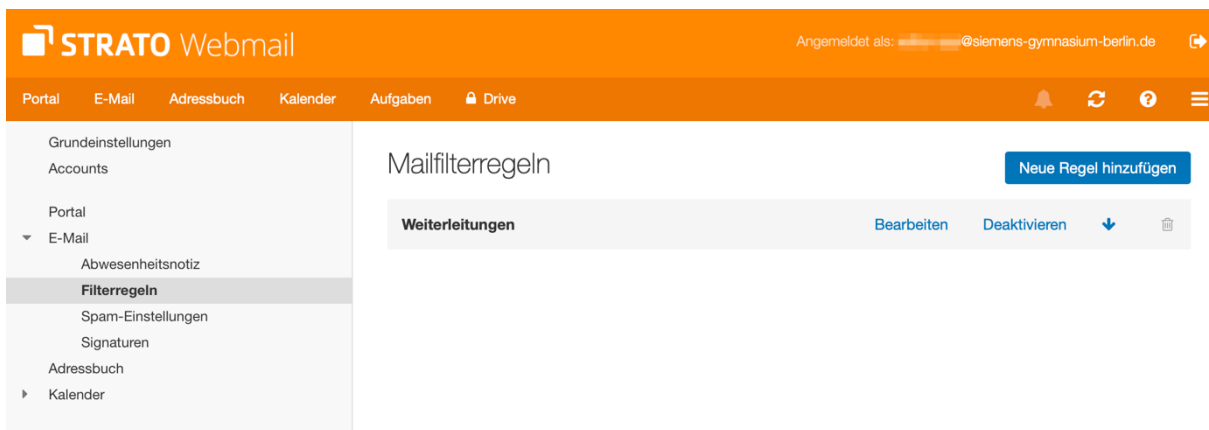 STRATO Webmail
Angemeldet als: @siemens-gymnasium-berlin.de
Portal E-Mail Adressbuch Kalender Aufgaben Drive
Grundeinstellungen
Accounts
Portal
E-Mail
Abwesenheitsnotiz
Filterregeln
Spam-Einstellungen
Signaturen
Adressbuch
Kalender
Mailfilterregeln
Neue Regel hinzufügen
Weiterleitungen Bearbeiten Deaktivieren